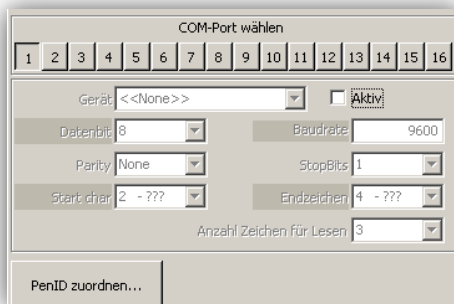 COM-Port wählen
1 2 3 4 5 6 7 8 9 10 11 12 13 14 15 16
Gerät <<None>> Aktiv
Datenbit 8 Baudrate 9600
Parity None StopBits 1
Start char 2 - ??? Endzeichen 4 - ???
Anzahl Zeichen für Lesen 3
PenID zuordnen...